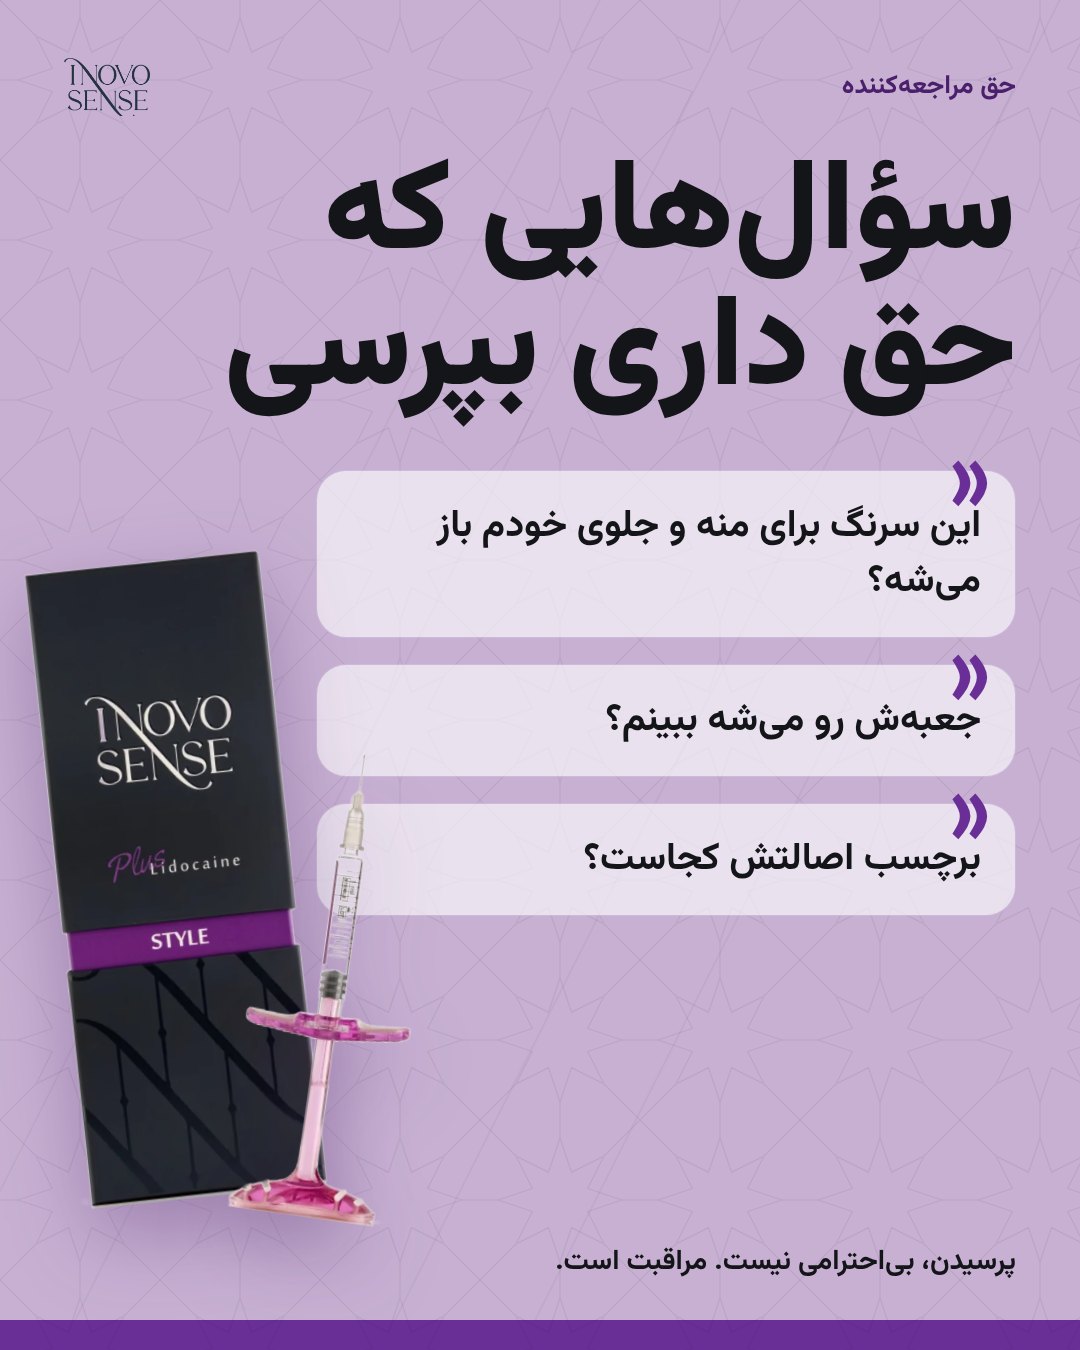 INOVO
SENSE
حق مراجعه‌کننده
سؤال‌هایی که
حق داری بپرسی
«
این سرنگ برای منه و جلوی خودم باز
می‌شه؟
«
جعبه‌ش رو می‌شه ببینم؟
«
برچسب اصالتش کجاست؟
INOVO
SENSE
Plus Lidocaine
STYLE
پرسیدن، بی‌احترامی نیست. مراقبت است.